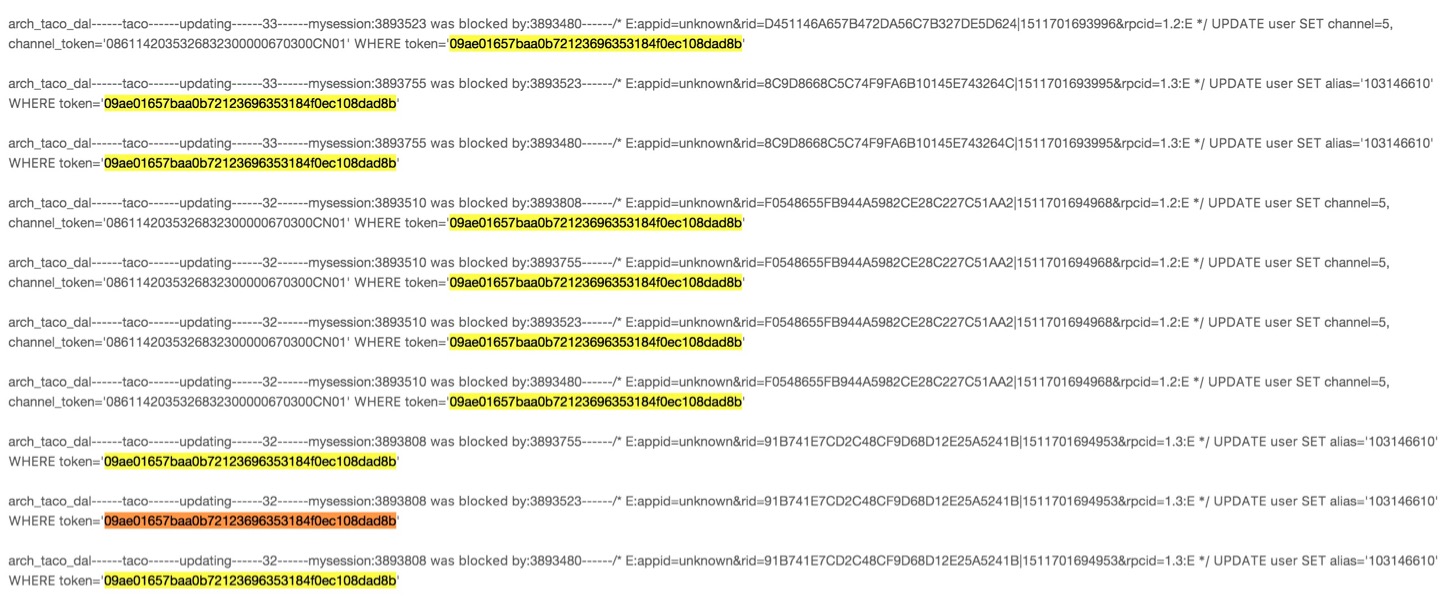 arch_taco_dal------taco------updating------33------mysession:3893523 was blocked by:3893480------/* E:appid=unknown&rid=D451146A657B472DA56C7B327DE5D624|1511701693996&rpcid=1.2:E */ UPDATE user SET channel=5,
channel_token='0861142035326832300000670300CN01' WHERE token='09ae01657baa0b72123696353184f0ec108dad8b'
arch_taco_dal------taco------updating------33------mysession:3893755 was blocked by:3893523------/* E:appid=unknown&rid=8C9D8668C5C74F9FA6B10145E743264C|1511701693995&rpcid=1.3:E */ UPDATE user SET alias='103146610'
WHERE token='09ae01657baa0b72123696353184f0ec108dad8b'
arch_taco_dal------taco------updating------33------mysession:3893755 was blocked by:3893480------/* E:appid=unknown&rid=8C9D8668C5C74F9FA6B10145E743264C|1511701693995&rpcid=1.3:E */ UPDATE user SET alias='103146610'
WHERE token='09ae01657baa0b72123696353184f0ec108dad8b'
arch_taco_dal------taco------updating------32------mysession:3893510 was blocked by:3893808------/* E:appid=unknown&rid=F0548655FB944A5982CE28C227C51AA2|1511701694968&rpcid=1.2:E */ UPDATE user SET channel=5,
channel_token='0861142035326832300000670300CN01' WHERE token='09ae01657baa0b72123696353184f0ec108dad8b'
arch_taco_dal------taco------updating------32------mysession:3893510 was blocked by:3893755------/* E:appid=unknown&rid=F0548655FB944A5982CE28C227C51AA2|1511701694968&rpcid=1.2:E */ UPDATE user SET channel=5,
channel_token='0861142035326832300000670300CN01' WHERE token='09ae01657baa0b72123696353184f0ec108dad8b'
arch_taco_dal------taco------updating------32------mysession:3893510 was blocked by:3893523------/* E:appid=unknown&rid=F0548655FB944A5982CE28C227C51AA2|1511701694968&rpcid=1.2:E */ UPDATE user SET channel=5,
channel_token='0861142035326832300000670300CN01' WHERE token='09ae01657baa0b72123696353184f0ec108dad8b'
arch_taco_dal------taco------updating------32------mysession:3893510 was blocked by:3893480------/* E:appid=unknown&rid=F0548655FB944A5982CE28C227C51AA2|1511701694968&rpcid=1.2:E */ UPDATE user SET channel=5,
channel_token='0861142035326832300000670300CN01' WHERE token='09ae01657baa0b72123696353184f0ec108dad8b'
arch_taco_dal------taco------updating------32------mysession:3893808 was blocked by:3893755------/* E:appid=unknown&rid=91B741E7CD2C48CF9D68D12E25A5241B|1511701694953&rpcid=1.3:E */ UPDATE user SET alias='103146610'
WHERE token='09ae01657baa0b72123696353184f0ec108dad8b'
arch_taco_dal------taco------updating------32------mysession:3893808 was blocked by:3893523------/* E:appid=unknown&rid=91B741E7CD2C48CF9D68D12E25A5241B|1511701694953&rpcid=1.3:E */ UPDATE user SET alias='103146610'
WHERE token='09ae01657baa0b72123696353184f0ec108dad8b'
arch_taco_dal------taco------updating------32------mysession:3893808 was blocked by:3893480------/* E:appid=unknown&rid=91B741E7CD2C48CF9D68D12E25A5241B|1511701694953&rpcid=1.3:E */ UPDATE user SET alias='103146610'
WHERE token='09ae01657baa0b72123696353184f0ec108dad8b'